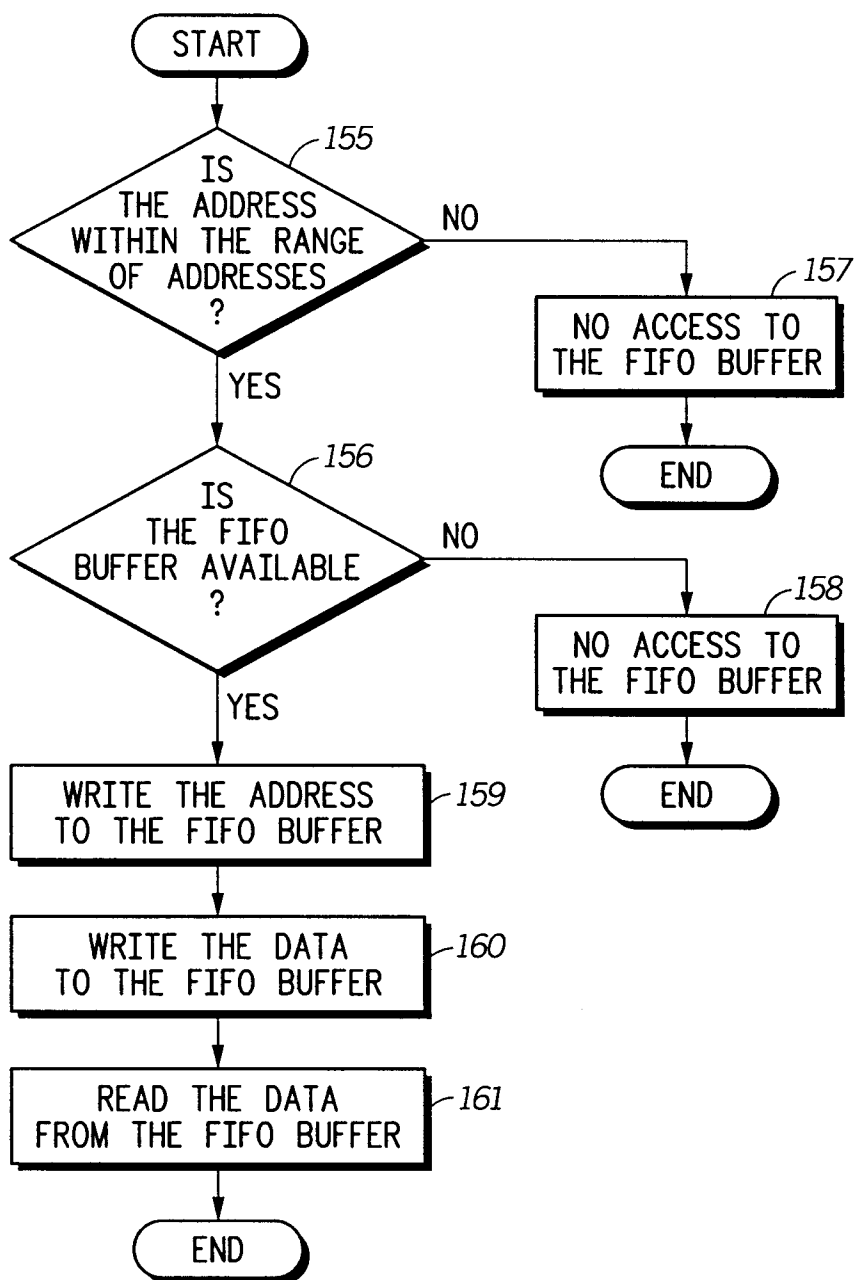 START
155
IS
THE ADDRESS
WITHIN THE RANGE
OF ADDRESSES
?
NO
157
NO ACCESS TO
THE FIFO BUFFER
END
YES
156
IS
THE FIFO
BUFFER AVAILABLE
?
NO
158
NO ACCESS TO
THE FIFO BUFFER
END
YES
WRITE THE ADDRESS
TO THE FIFO BUFFER
159
WRITE THE DATA
TO THE FIFO BUFFER
160
READ THE DATA
FROM THE FIFO BUFFER
161
END